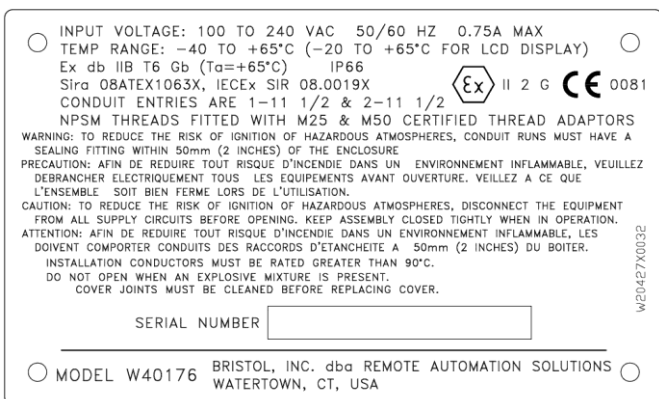 INPUT VOLTAGE: 100 TO 240 VAC 50/60 HZ 0.75A MAX
TEMP RANGE: −40 TO +65°C (−20 TO +65°C FOR LCD DISPLAY)
Ex db IIB T6 Gb (Ta=+65°C) IP66
Sira 08ATEX1063X, IECEx SIR 08.0019X Ex II 2 G CE 0081
CONDUIT ENTRIES ARE 1−11 1/2 & 2−11 1/2
NPSM THREADS FITTED WITH M25 & M50 CERTIFIED THREAD ADAPTORS
WARNING: TO REDUCE THE RISK OF IGNITION OF HAZARDOUS ATMOSPHERES, CONDUIT RUNS MUST HAVE A
SEALING FITTING WITHIN 50mm (2 INCHES) OF THE ENCLOSURE
PRECAUTION: AFIN DE REDUIRE TOUT RISQUE D'INCENDIE DANS UN ENVIRONNEMENT INFLAMMABLE, VEUILLEZ
DEBRANCHER ELECTRIQUEMENT TOUS LES EQUIPEMENTS AVANT OUVERTURE. VEILLEZ A CE QUE
L'ENSEMBLE SOIT BIEN FERME LORS DE L'UTILISATION.
CAUTION: TO REDUCE THE RISK OF IGNITION OF HAZARDOUS ATMOSPHERES, DISCONNECT THE EQUIPMENT
FROM ALL SUPPLY CIRCUITS BEFORE OPENING. KEEP ASSEMBLY CLOSED TIGHTLY WHEN IN OPERATION.
ATTENTION: AFIN DE REDUIRE TOUT RISQUE D'INCENDIE DANS UN ENVIRONNEMENT INFLAMMABLE, LES
DOIVENT COMPORTER CONDUITS DES RACCORDS D'ETANCHEITE A 50mm (2 INCHES) DU BOITER.
INSTALLATION CONDUCTORS MUST BE RATED GREATER THAN 90°C.
DO NOT OPEN WHEN AN EXPLOSIVE MIXTURE IS PRESENT.
COVER JOINTS MUST BE CLEANED BEFORE REPLACING COVER.
W20427X0032
SERIAL NUMBER
MODEL W40176
BRISTOL, INC. dba REMOTE AUTOMATION SOLUTIONS
WATERTOWN, CT, USA